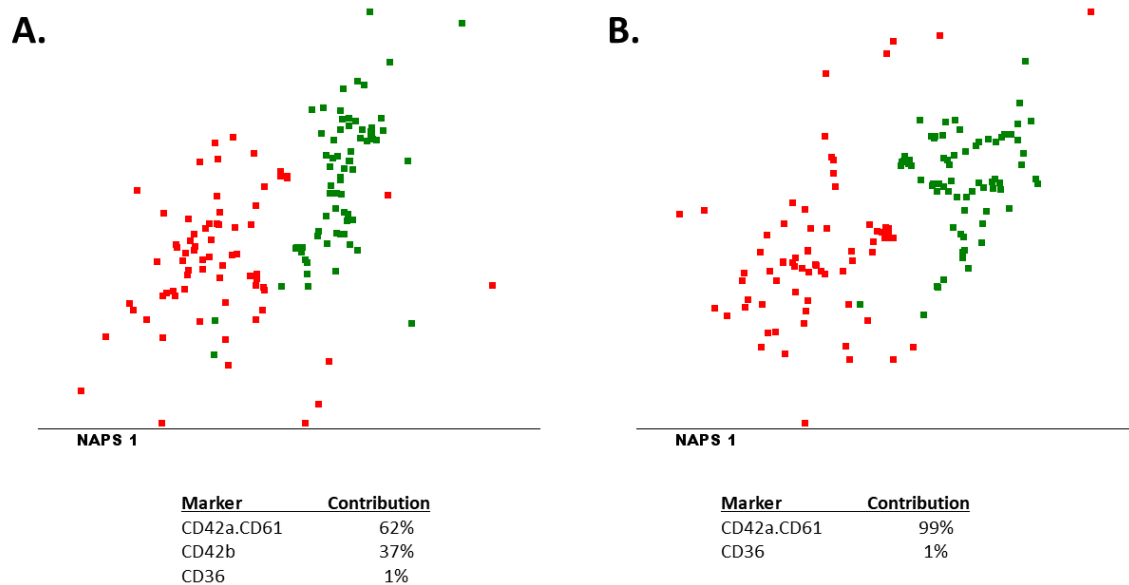 A.
B.
NAPS 1
NAPS 1
Marker Contribution
CD42a.CD61 62%
CD42b 37%
CD36 1%
Marker Contribution
CD42a.CD61 99%
CD36 1%